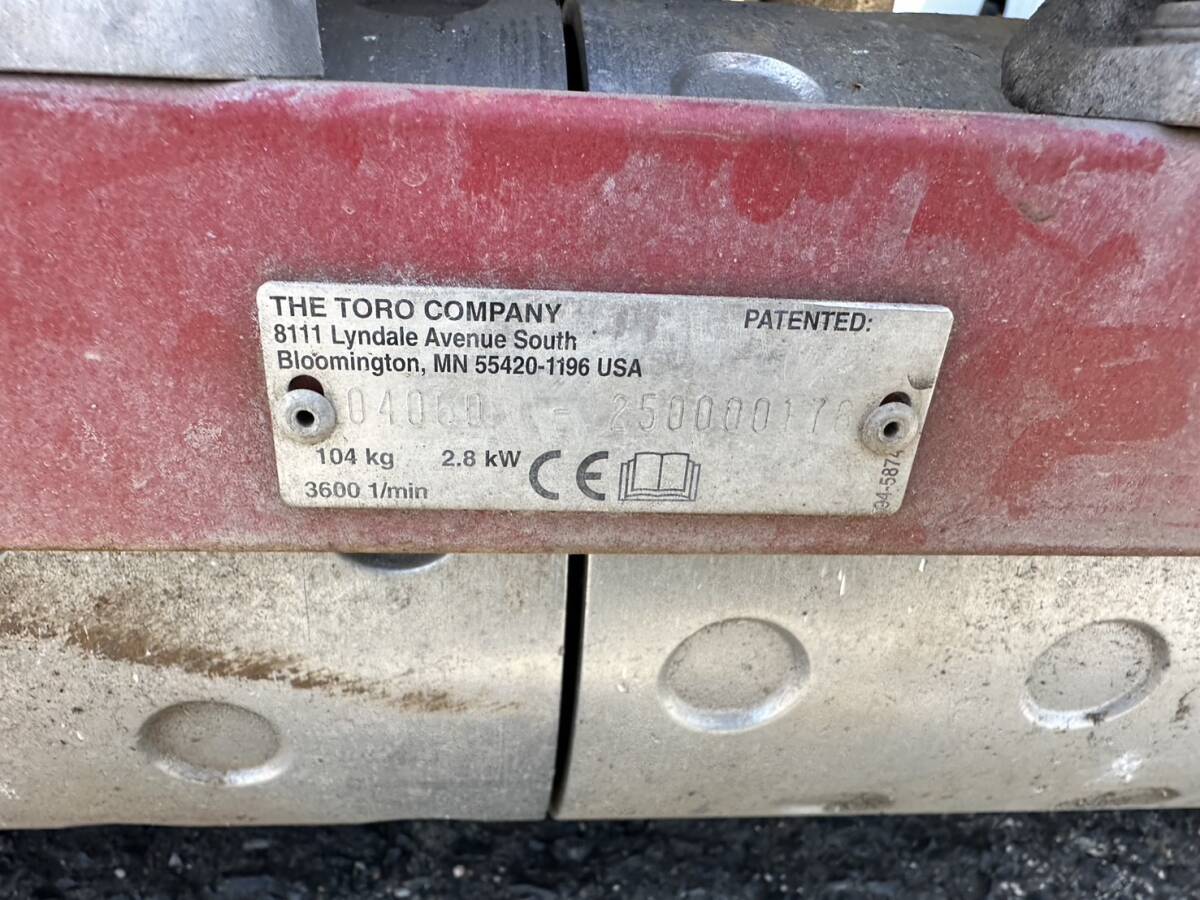 THE TORO COMPANY
8111 Lyndale Avenue South
Bloomington, MN 55420-1196 USA
PATENTED:
04060 - 250000178
104 kg 2.8 kW CE
3600 1/min
94-5874